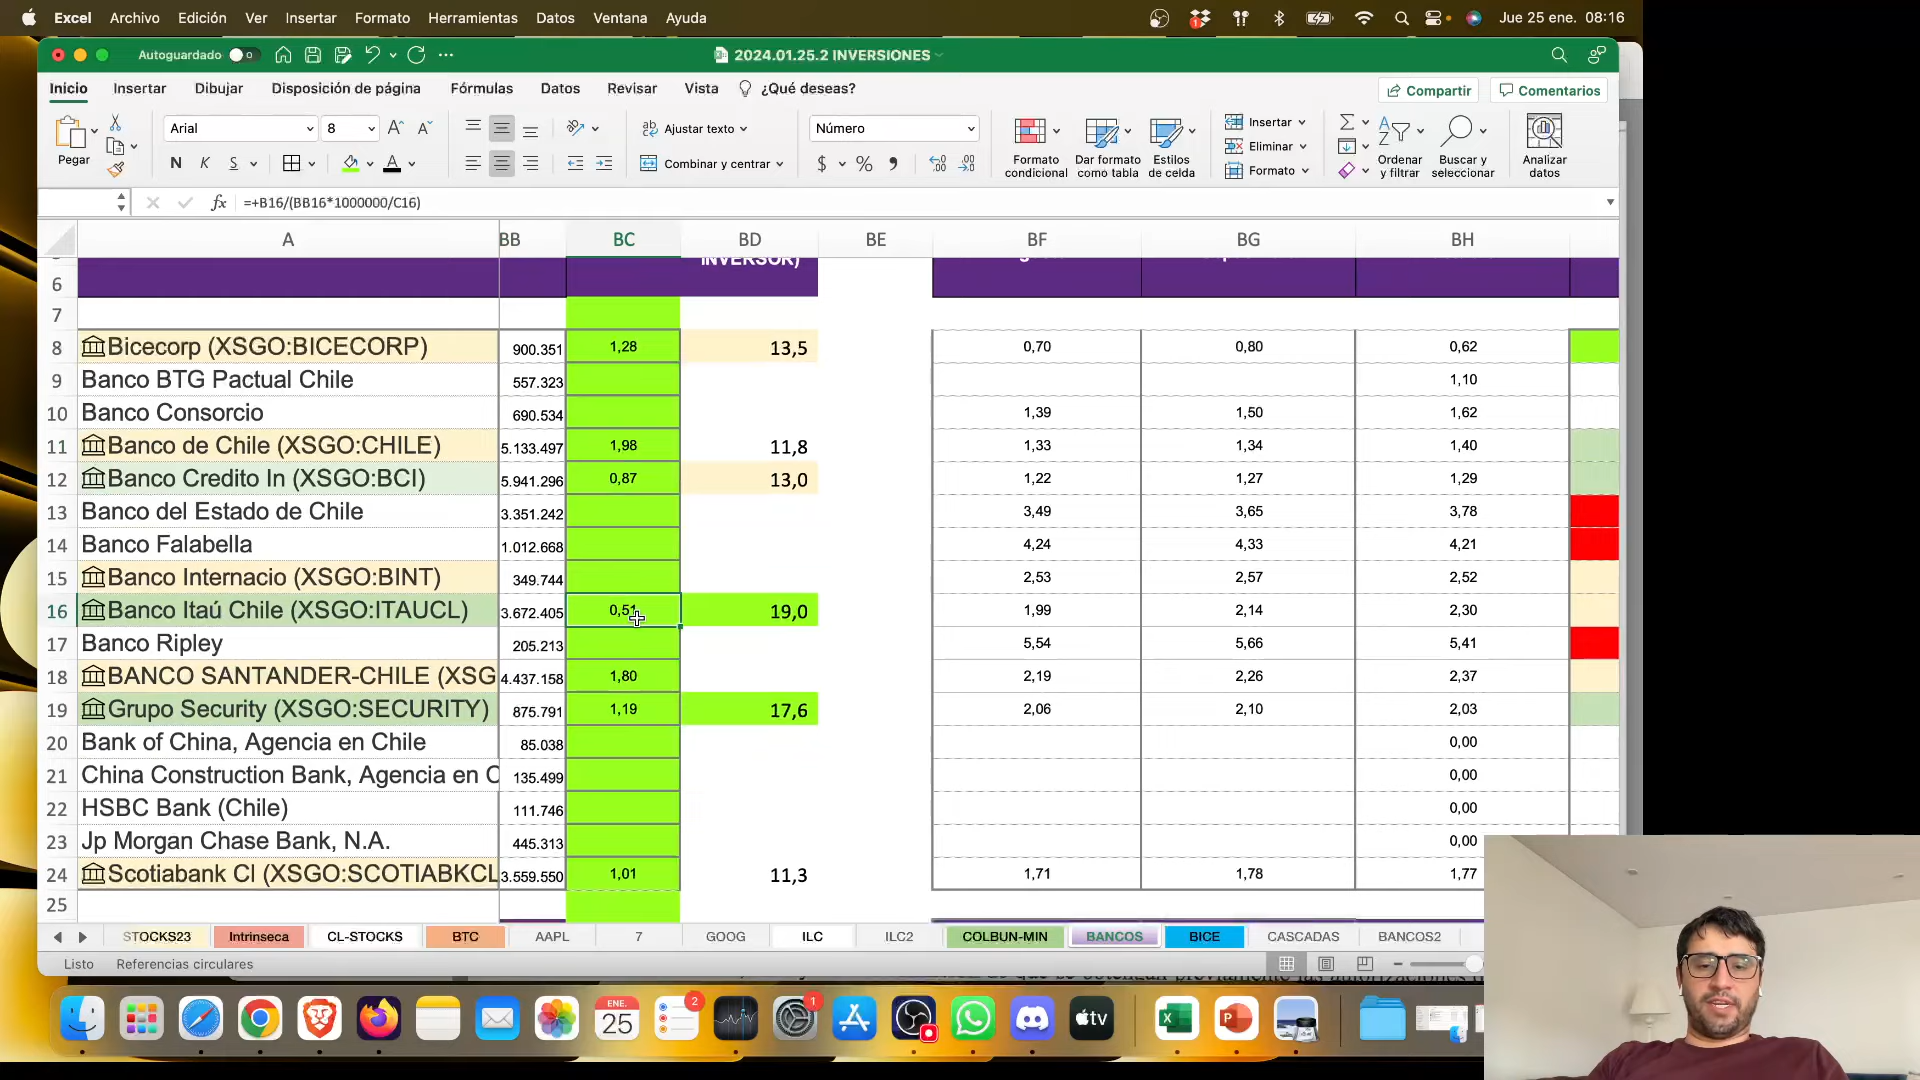 Excel Archivo Edición Ver Insertar Formato Herramientas Datos Ventana Ayuda
1
Jue 25 ene. 08:16
Autoguardado
2024.01.25.2 INVERSIONES
Inicio Insertar Dibujar Disposición de página Fórmulas Datos Revisar Vista ¿Qué deseas?
Compartir Comentarios
Pegar
Arial 8
N K S
Ajustar texto
Combinar y centrar
Número
$ %
Formato condicional
Dar formato como tabla
Estilos de celda
Insertar
Eliminar
Formato
Ordenar y filtrar
Buscar y seleccionar
Analizar datos
fx =+B16/(BB16*1000000/C16)
A BB BC BD BE BF BG BH
6 INVERSOR)
7
8 Bicecorp (XSGO:BICECORP) 900.351 1,28 13,5 0,70 0,80 0,62
9 Banco BTG Pactual Chile 557.323 1,10
10 Banco Consorcio 690.534 1,39 1,50 1,62
11 Banco de Chile (XSGO:CHILE) 5.133.497 1,98 11,8 1,33 1,34 1,40
12 Banco Credito In (XSGO:BCI) 5.941.296 0,87 13,0 1,22 1,27 1,29
13 Banco del Estado de Chile 3.351.242 3,49 3,65 3,78
14 Banco Falabella 1.012.668 4,24 4,33 4,21
15 Banco Internacio (XSGO:BINT) 349.744 2,53 2,57 2,52
16 Banco Itaú Chile (XSGO:ITAUCL) 3.672.405 0,51 19,0 1,99 2,14 2,30
17 Banco Ripley 205.213 5,54 5,66 5,41
18 BANCO SANTANDER-CHILE (XSG 4.437.158 1,80 2,19 2,26 2,37
19 Grupo Security (XSGO:SECURITY) 875.791 1,19 17,6 2,06 2,10 2,03
20 Bank of China, Agencia en Chile 85.038 0,00
21 China Construction Bank, Agencia en C 135.499 0,00
22 HSBC Bank (Chile) 111.746 0,00
23 Jp Morgan Chase Bank, N.A. 445.313 0,00
24 Scotiabank Cl (XSGO:SCOTIABKCL 3.559.550 1,01 11,3 1,71 1,78 1,77
25
STOCKS23 Intrinseca CL-STOCKS BTC AAPL 7 GOOG ILC ILC2 COLBUN-MIN BANCOS BICE CASCADAS BANCOS2
Listo Referencias circulares
ENE.
25
2
1
tv